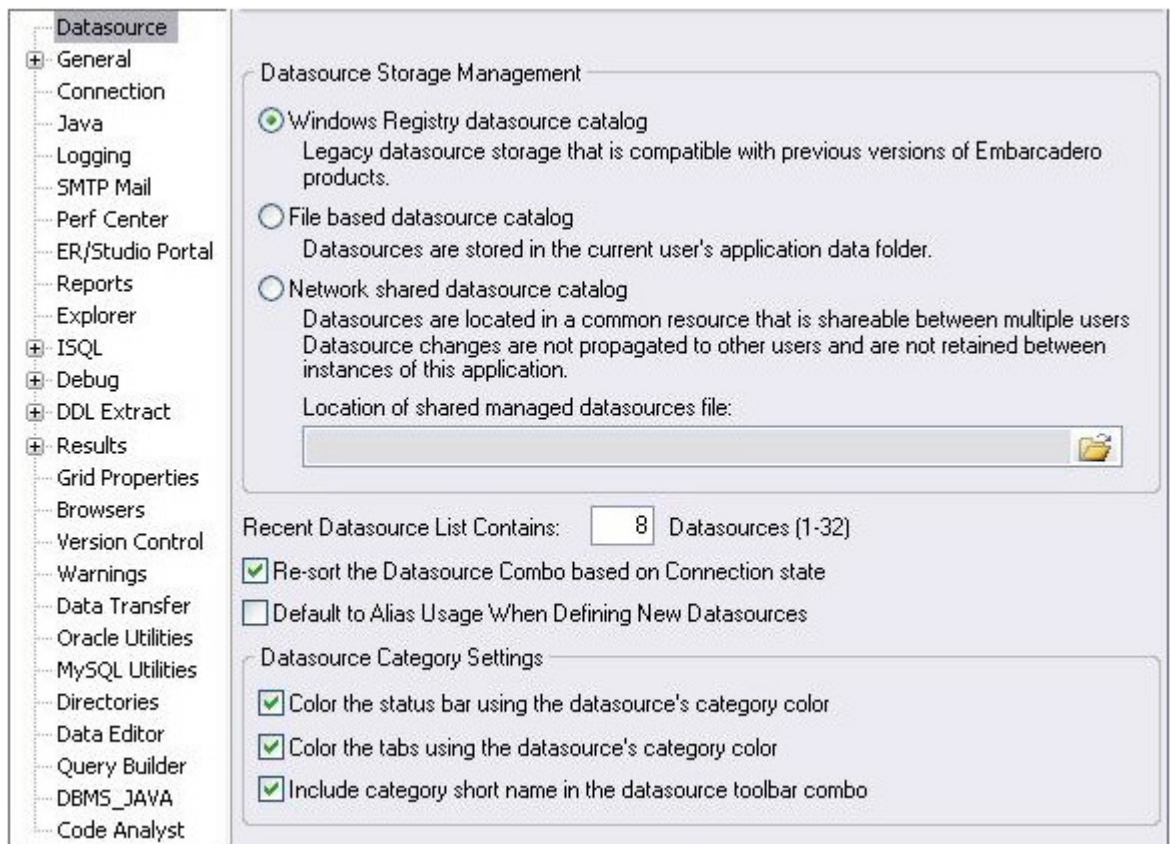 Datasource
General
Connection
Java
Logging
SMTP Mail
Perf Center
ER/Studio Portal
Reports
Explorer
ISQL
Debug
DDL Extract
Results
Grid Properties
Browsers
Version Control
Warnings
Data Transfer
Oracle Utilities
MySQL Utilities
Directories
Data Editor
Query Builder
DBMS_JAVA
Code Analyst
Datasource Storage Management
Windows Registry datasource catalog
Legacy datasource storage that is compatible with previous versions of Embarcadero
products.
File based datasource catalog
Datasources are stored in the current user's application data folder.
Network shared datasource catalog
Datasources are located in a common resource that is shareable between multiple users
Datasource changes are not propagated to other users and are not retained between
instances of this application.
Location of shared managed datasources file:
Recent Datasource List Contains: 8 Datasources (1-32)
Re-sort the Datasource Combo based on Connection state
Default to Alias Usage When Defining New Datasources
Datasource Category Settings
Color the status bar using the datasource's category color
Color the tabs using the datasource's category color
Include category short name in the datasource toolbar combo